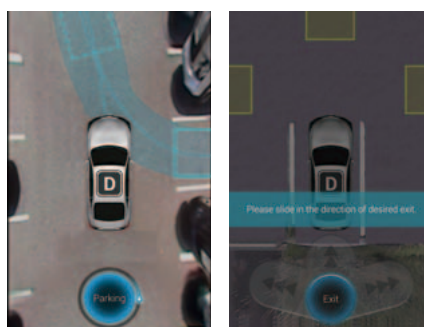 D
Parking
D
Please slide in the direction of desired exit.
Exit